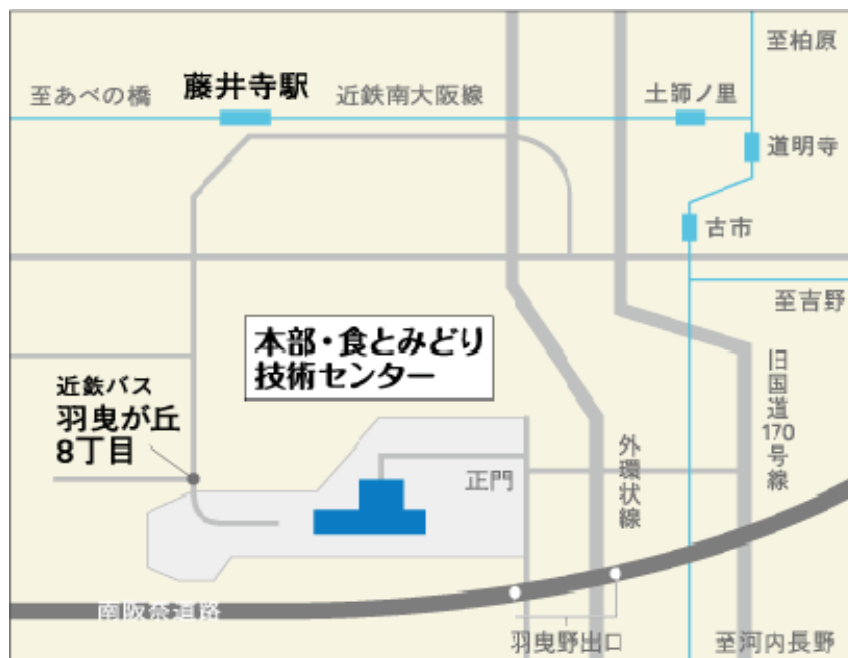 至柏原
至あべの橋
藤井寺駅
近鉄南大阪線
土師ノ里
道明寺
古市
至吉野
本部・食とみどり
技術センター
旧国道170号線
近鉄バス
羽曳が丘
8丁目
外環状線
正門
南阪奈道路
羽曳野出口
至河内長野